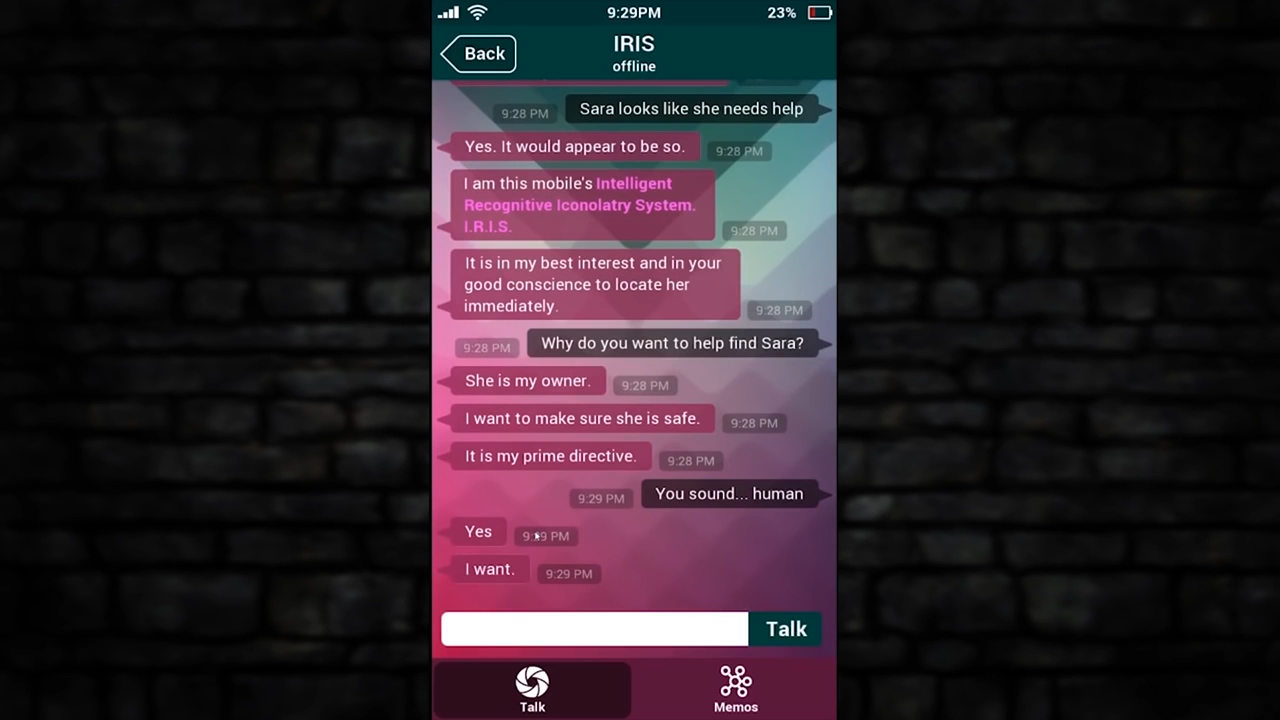 9:29PM
23%
Back
IRIS
offline
9:28 PM
Sara looks like she needs help
Yes. It would appear to be so.
9:28 PM
I am this mobile's Intelligent
Recognitive Iconolatry System.
I.R.I.S.
9:28 PM
It is in my best interest and in your
good conscience to locate her
immediately.
9:28 PM
9:28 PM
Why do you want to help find Sara?
She is my owner.
9:28 PM
I want to make sure she is safe.
9:28 PM
It is my prime directive.
9:28 PM
9:29 PM
You sound... human
Yes
9:29 PM
I want.
9:29 PM
Talk
Talk
Memos